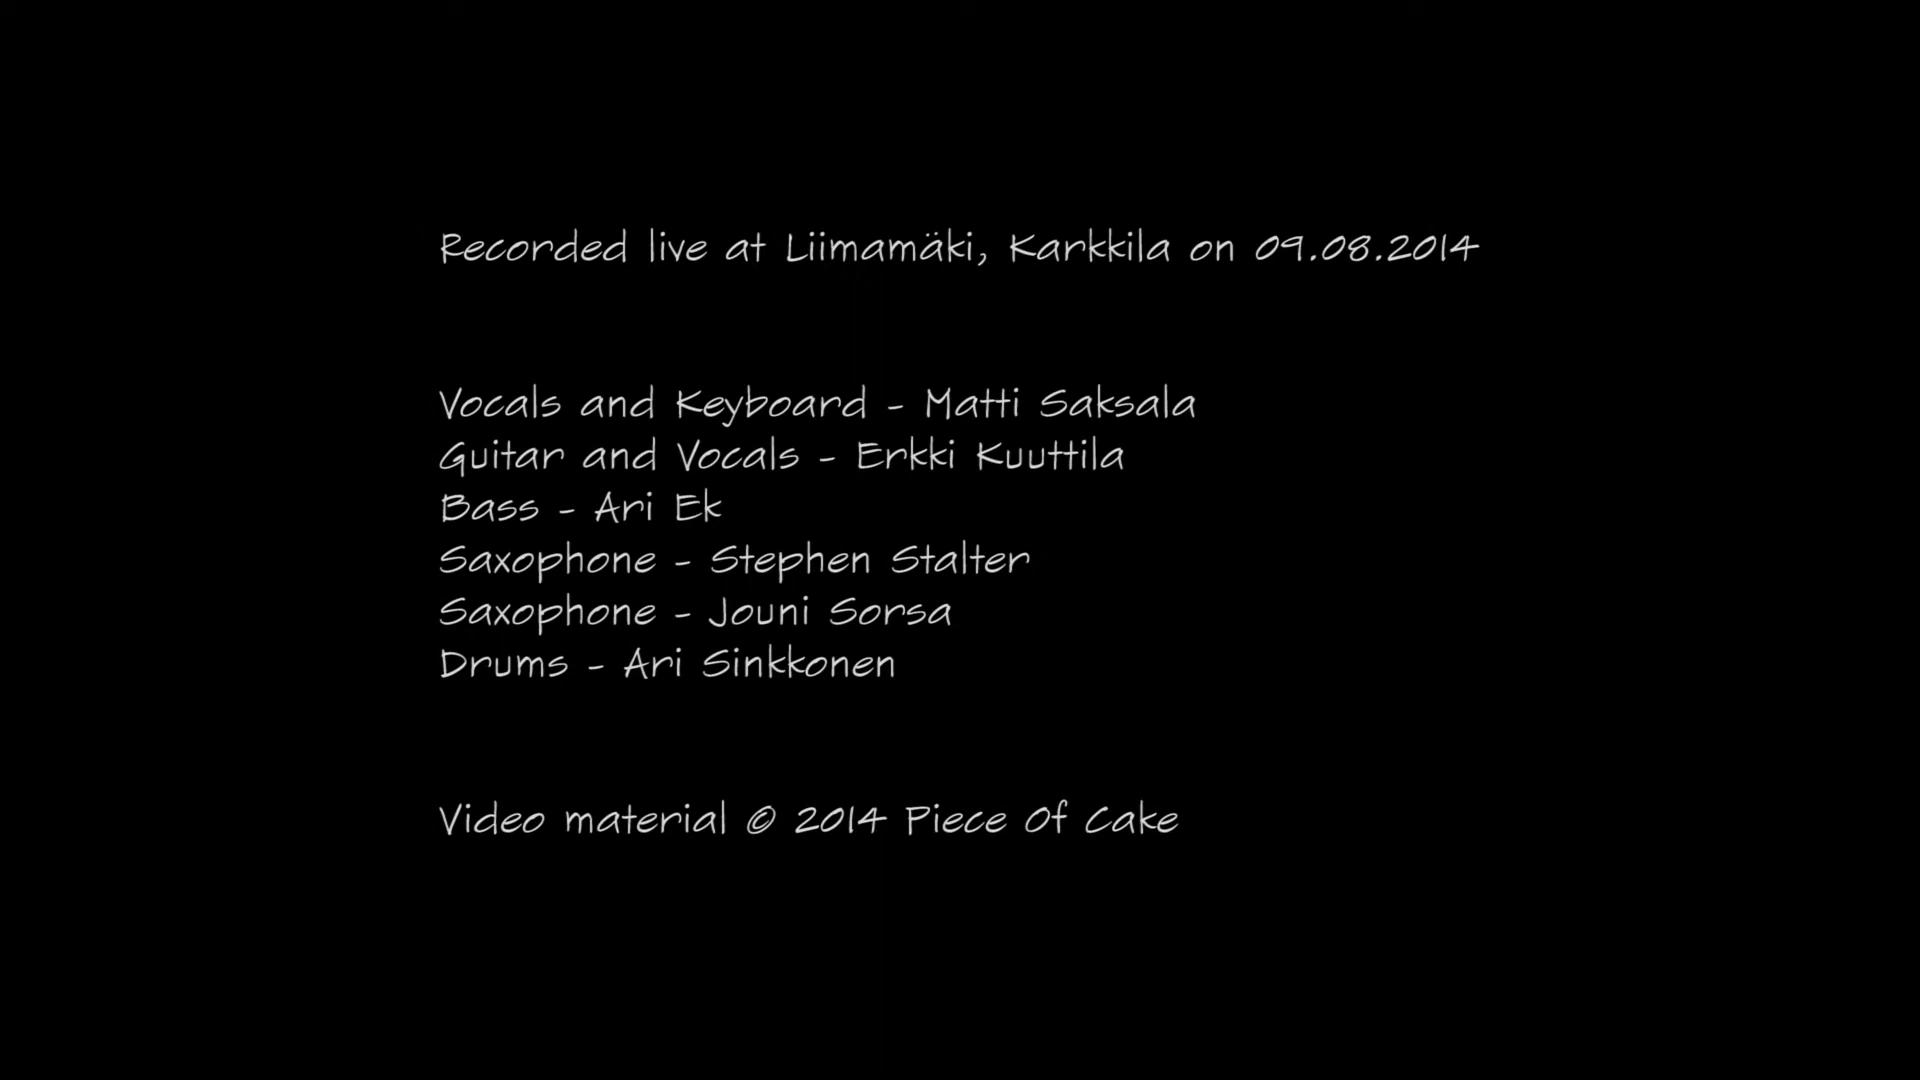 Recorded live at Liimamäki, Karkkila on 09.08.2014
Vocals and Keyboard - Matti Saksala
Guitar and Vocals - Erkki Kuuttila
Bass - Ari Ek
Saxophone - Stephen Stalter
Saxophone - Jouni Sorsa
Drums - Ari Sinkkonen
Video material © 2014 Piece Of Cake